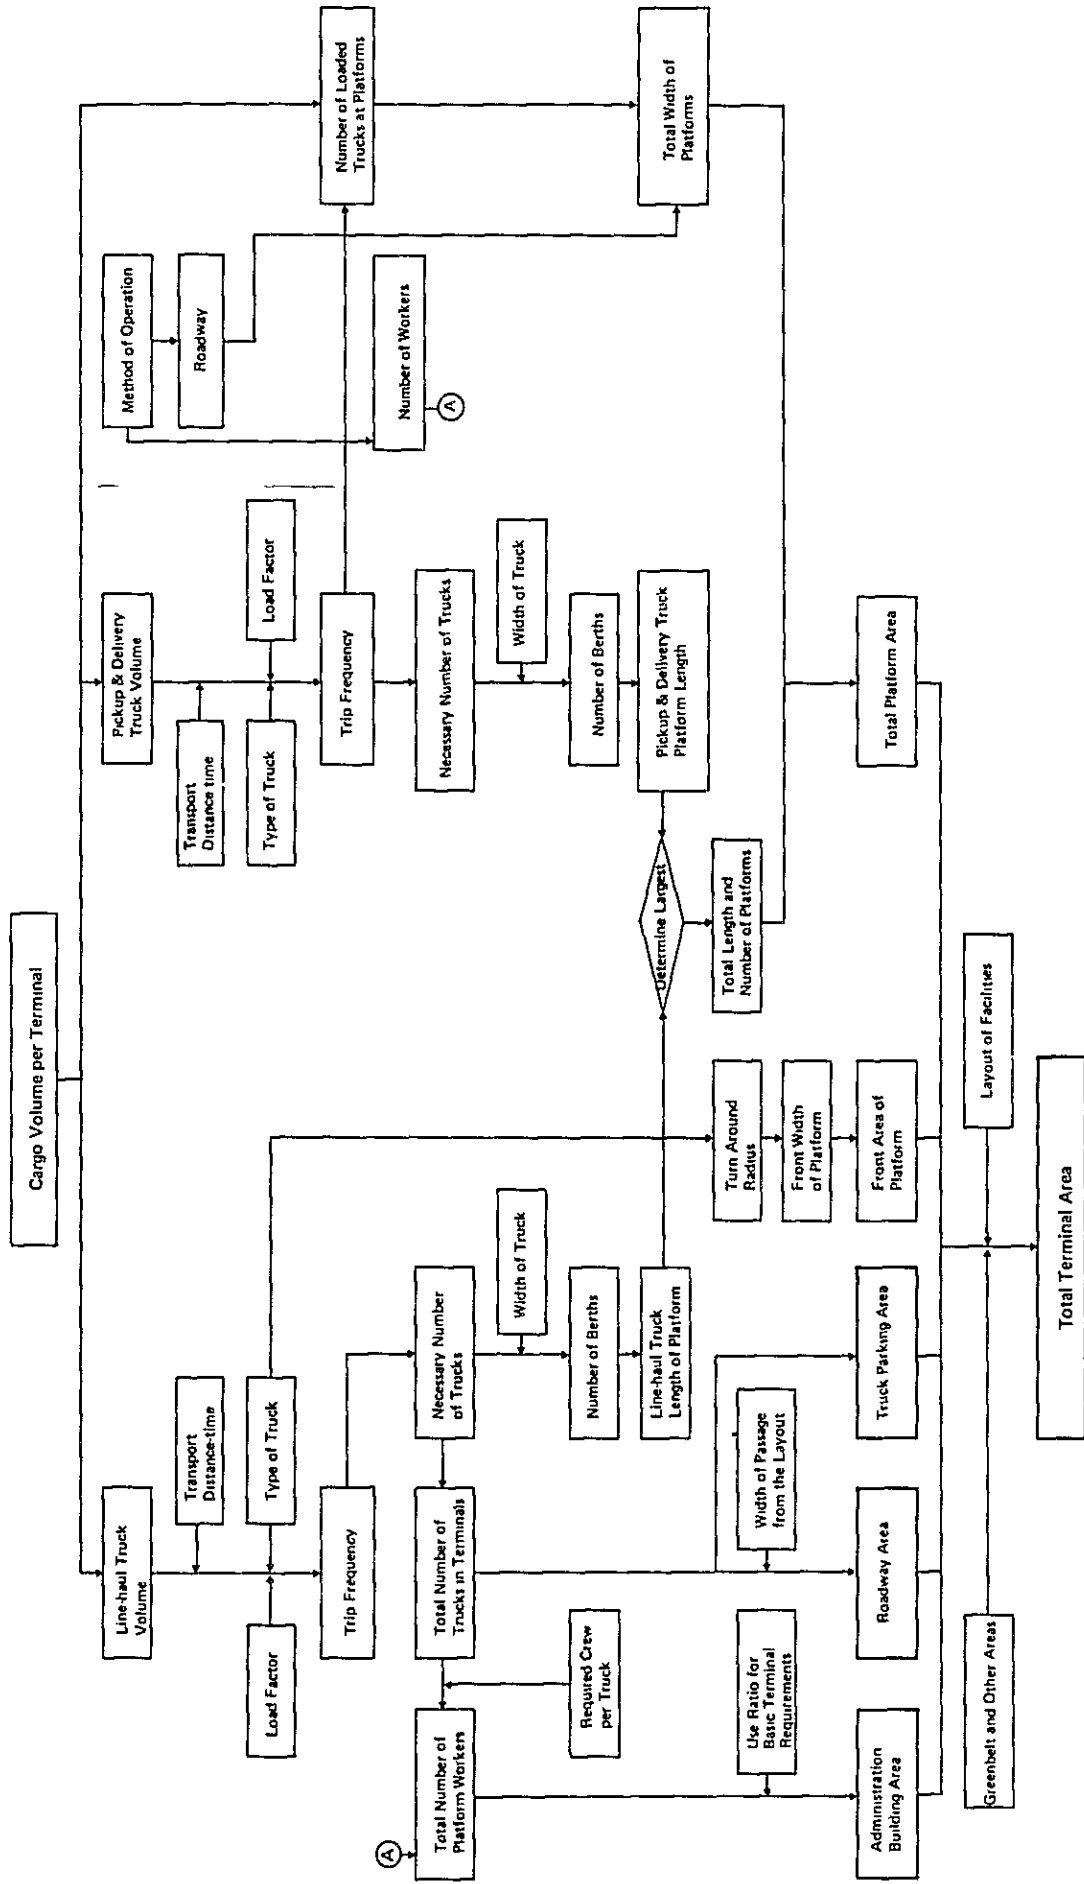 Cargo Volume per Terminal
Line-haul Truck
Volume
Pickup & Delivery
Truck Volume
Method of Operation
Transport
Distance-time
Transport
Distance time
Roadway
Load Factor
Type of Truck
Type of Truck
Load Factor
Trip Frequency
Trip Frequency
Number of Loaded
Trucks at Platforms
Number of Workers
A
A
Total Number of
Platform Workers
Total Number of
Trucks in Terminals
Necessary Number
of Trucks
Necessary Number of Trucks
Required Crew
per Truck
Width of Truck
Width of Truck
Number of Berths
Number of Berths
Line-haul Truck
Length of Platform
Determine Largest
Pickup & Delivery Truck
Platform Length
Total Width of
Platforms
Use Ratio for
Basic Terminal
Requirements
Width of Passage
from the Layout
Turn Around
Radius
Total Length and
Number of Platforms
Front Width
of Platform
Administration
Building Area
Roadway Area
Truck Parking Area
Front Area of
Platform
Total Platform Area
Greenbelt and Other Areas
Layout of Facilities
Total Terminal Area